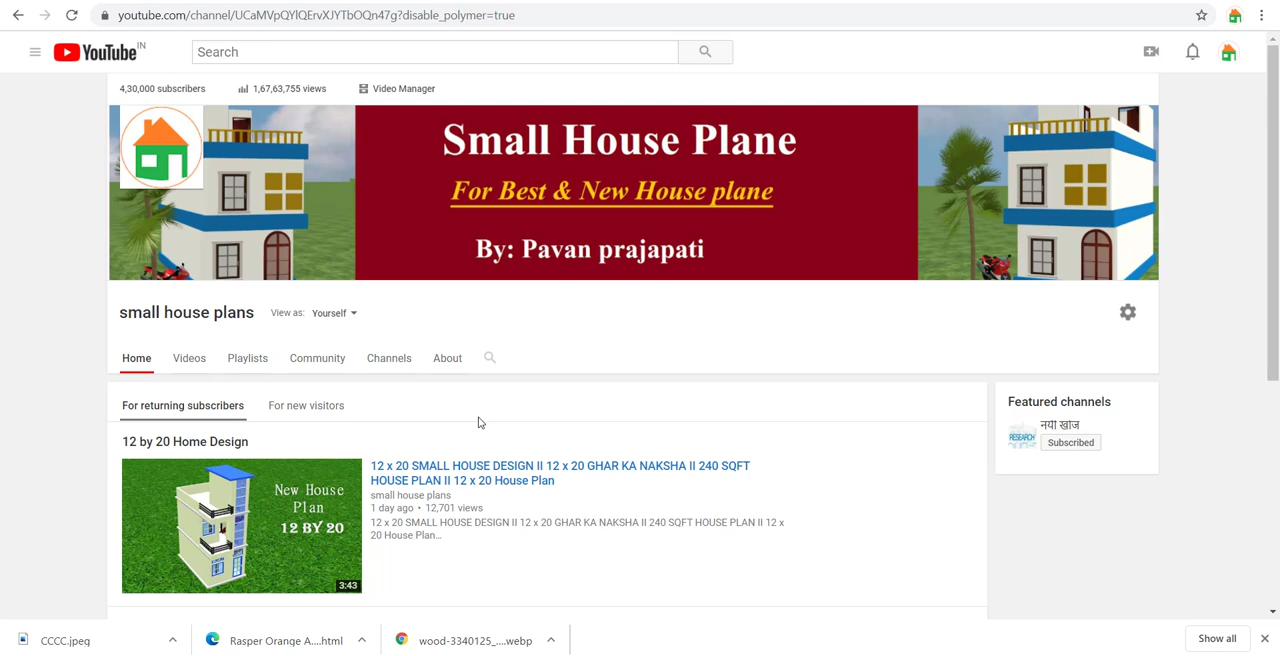 youtube.com/channel/UCaMVpQYlQErvXJYTbOQn47g?disable_polymer=true
YouTube IN
Search
4,30,000 subscribers
1,67,63,755 views
Video Manager
Small House Plane
For Best & New House plane
By: Pavan prajapati
small house plans
View as: Yourself
Home
Videos
Playlists
Community
Channels
About
For returning subscribers
For new visitors
12 by 20 Home Design
New House
Plan
12 BY 20
3:43
12 x 20 SMALL HOUSE DESIGN II 12 x 20 GHAR KA NAKSHA II 240 SQFT
HOUSE PLAN II 12 x 20 House Plan
small house plans
1 day ago • 12,701 views
12 x 20 SMALL HOUSE DESIGN II 12 x 20 GHAR KA NAKSHA II 240 SQFT HOUSE PLAN II 12 x
20 House Plan...
Featured channels
RESEARCH
नयी खोज
Subscribed
CCCC.jpeg
Rasper Orange A....html
wood-3340125_....webp
Show all